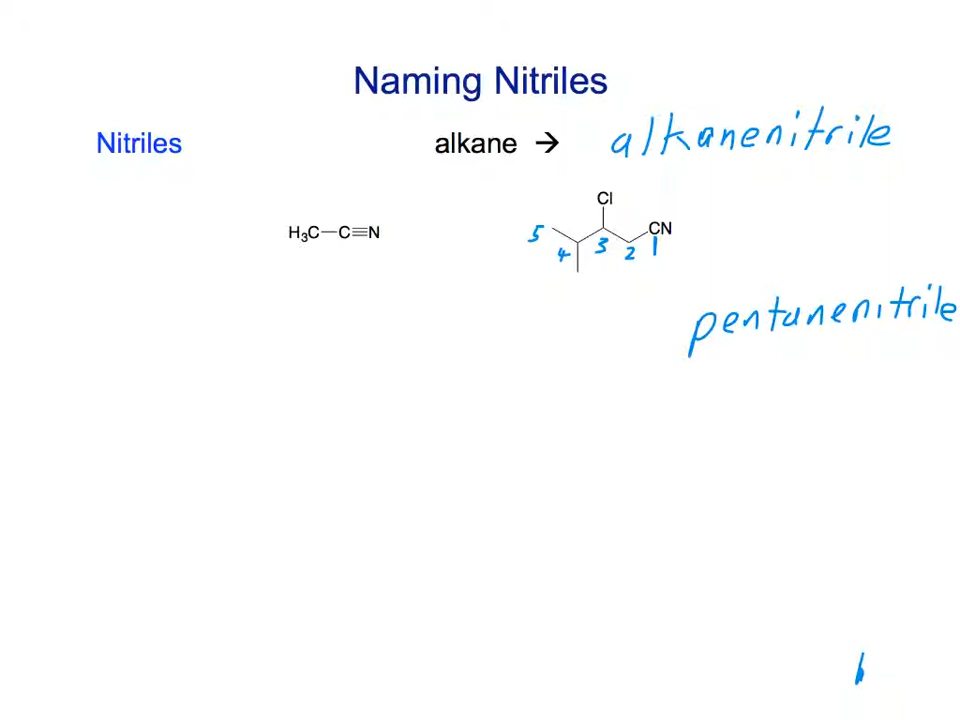 Naming Nitriles
Nitriles alkane → alkanenitrile
Cl
H₃C—C≡N 5 4 3 2 1 CN
pentanenitrile